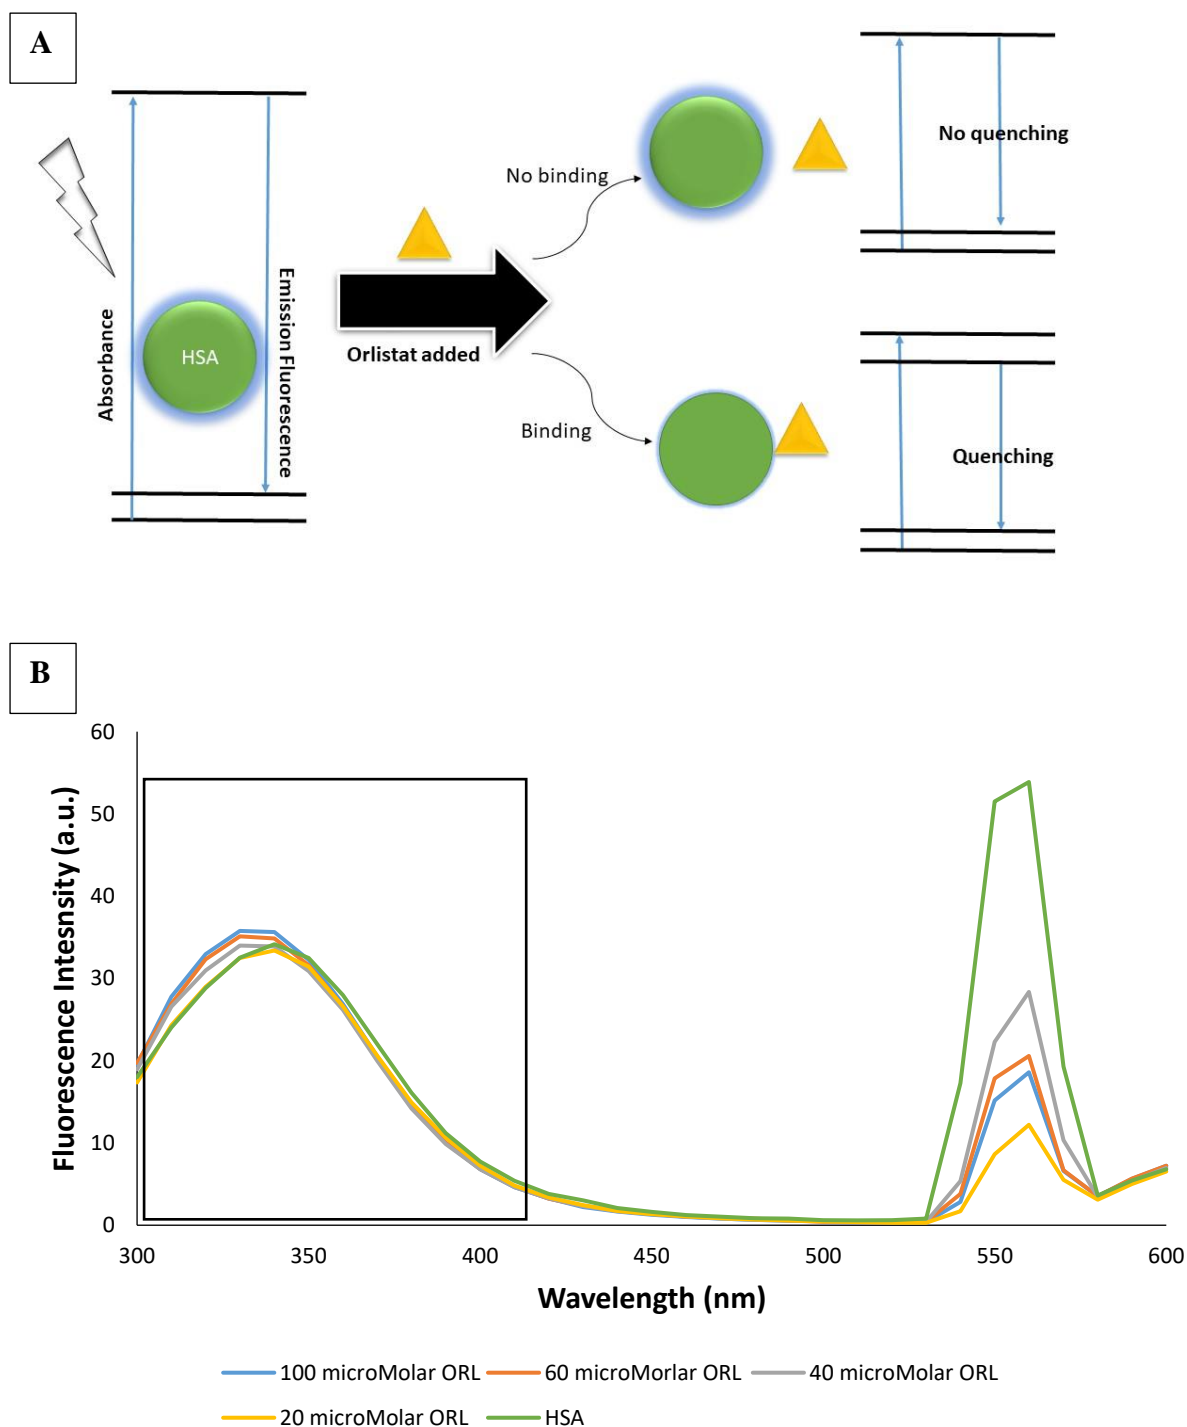 A
Absorbance
HSA
Emission Fluorescence
Orlistat added
No binding
Binding
No quenching
Quenching
B
Fluorescence Intesnsity (a.u.)
60
50
40
30
20
10
0
300 350 400 450 500 550 600
Wavelength (nm)
100 microMolar ORL 60 microMorlar ORL 40 microMolar ORL
20 microMolar ORL HSA